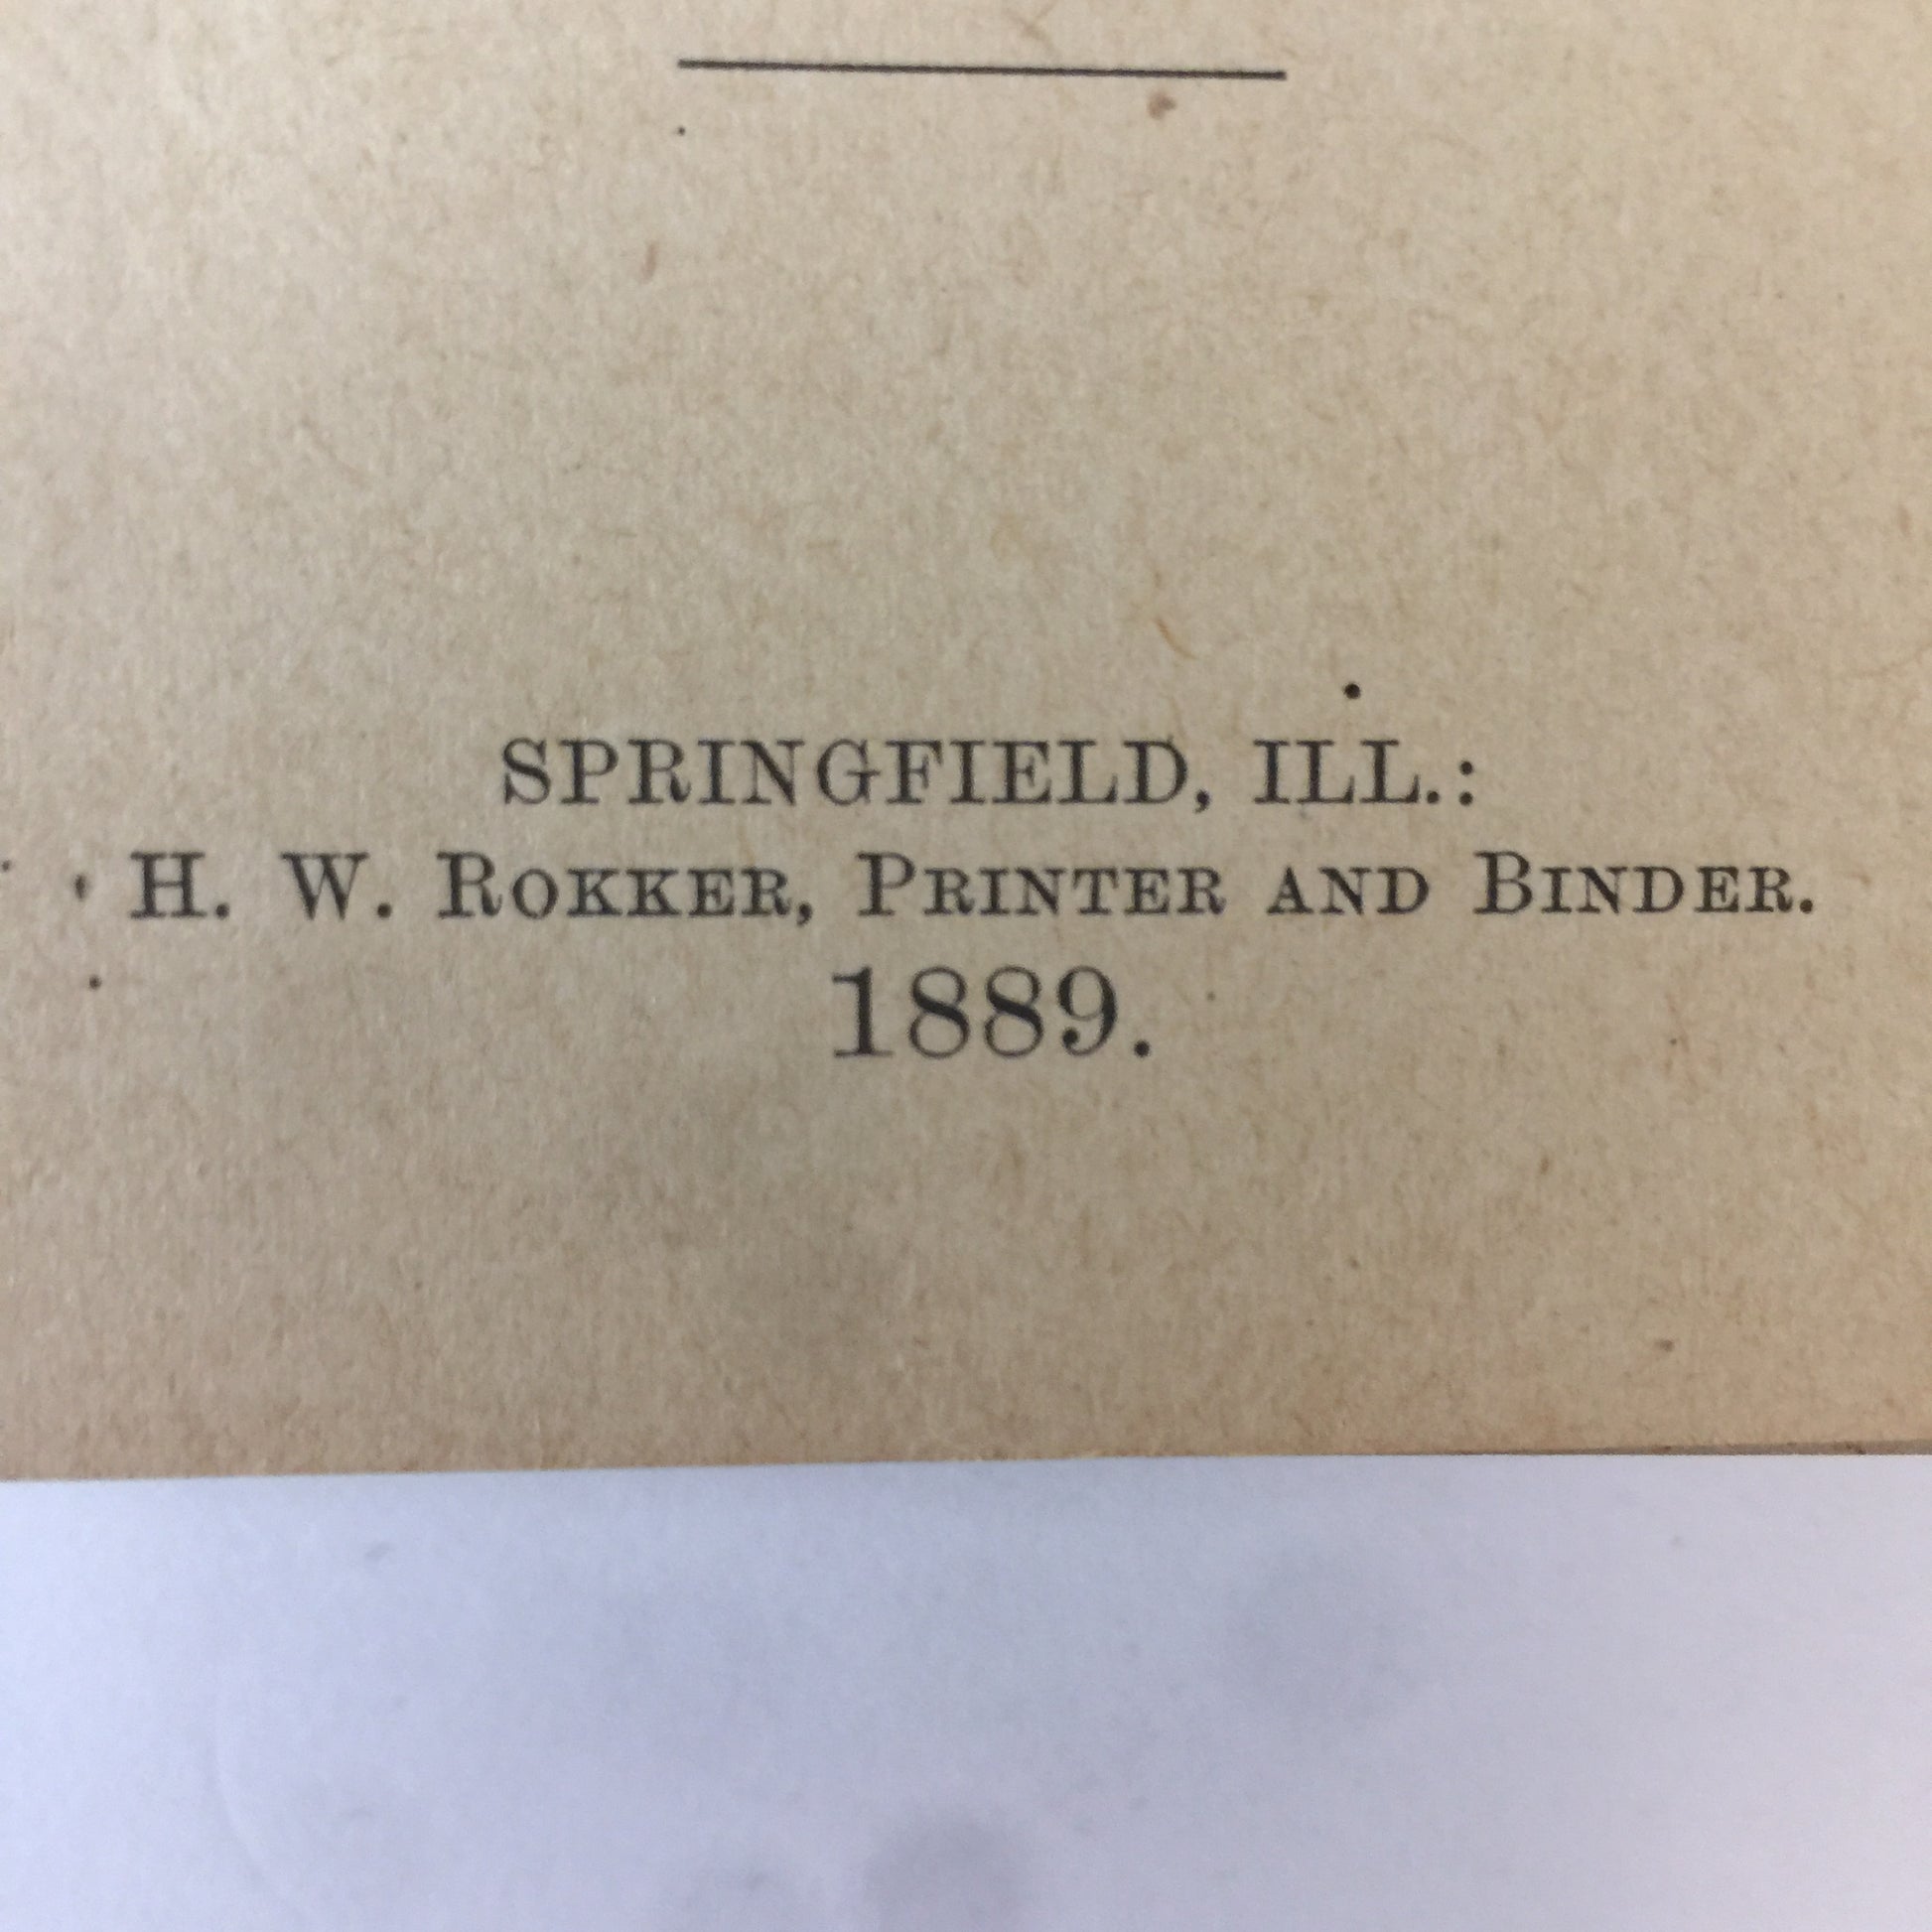 SPRINGFIELD, ILL.:
H. W. ROKKER, PRINTER AND BINDER.
1889.